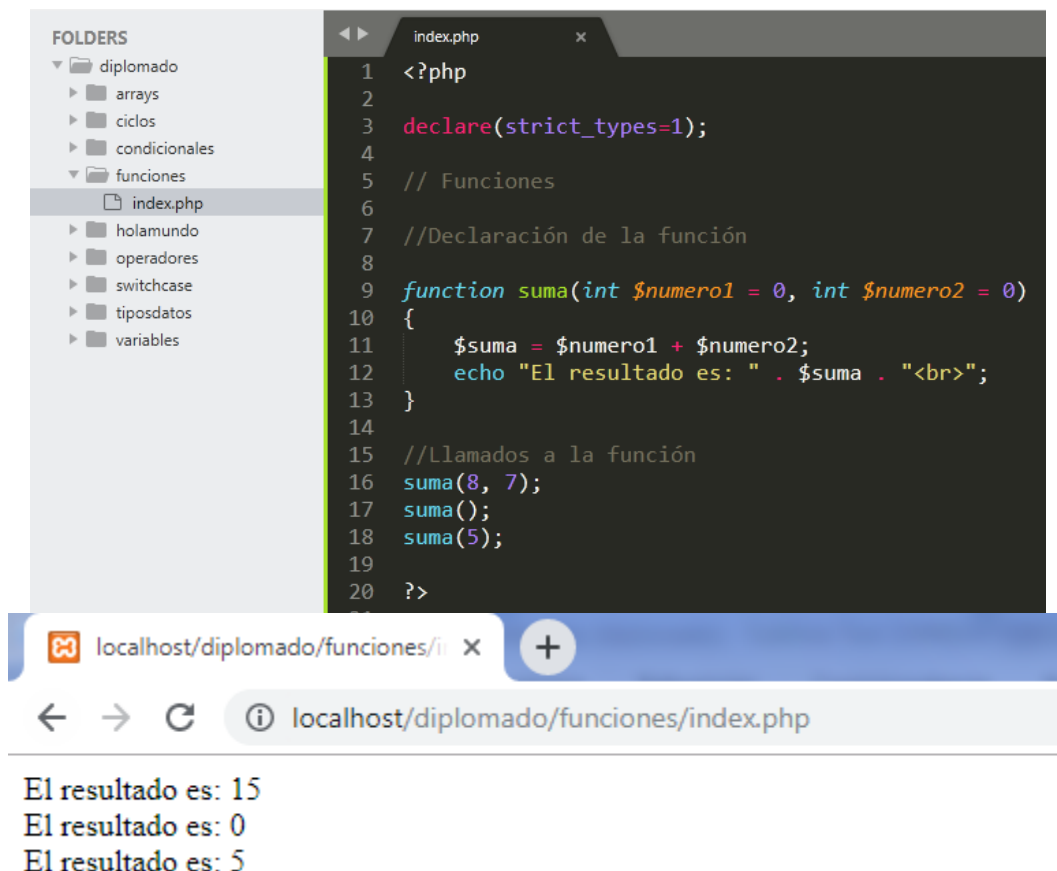 FOLDERS
diplomado
arrays
ciclos
condicionales
funciones
index.php
holamundo
operadores
switchcase
tiposdatos
variables
index.php ×
1 <?php
2
3 declare(strict_types=1);
4
5 // Funciones
6
7 //Declaración de la función
8
9 function suma(int $numero1 = 0, int $numero2 = 0)
10 {
11 $suma = $numero1 + $numero2;
12 echo "El resultado es: " . $suma . "<br>";
13 }
14
15 //Llamados a la función
16 suma(8, 7);
17 suma();
18 suma(5);
19
20 ?>
localhost/diplomado/funciones/i
localhost/diplomado/funciones/index.php
El resultado es: 15
El resultado es: 0
El resultado es: 5